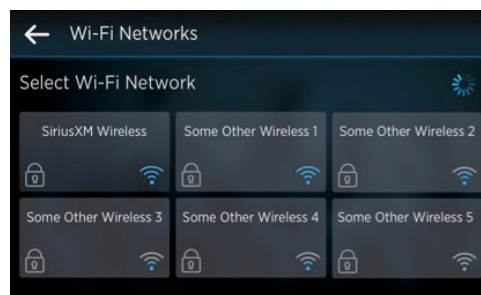 Wi-Fi Networks
Select Wi-Fi Network
SiriusXM Wireless
Some Other Wireless 1
Some Other Wireless 2
Some Other Wireless 3
Some Other Wireless 4
Some Other Wireless 5